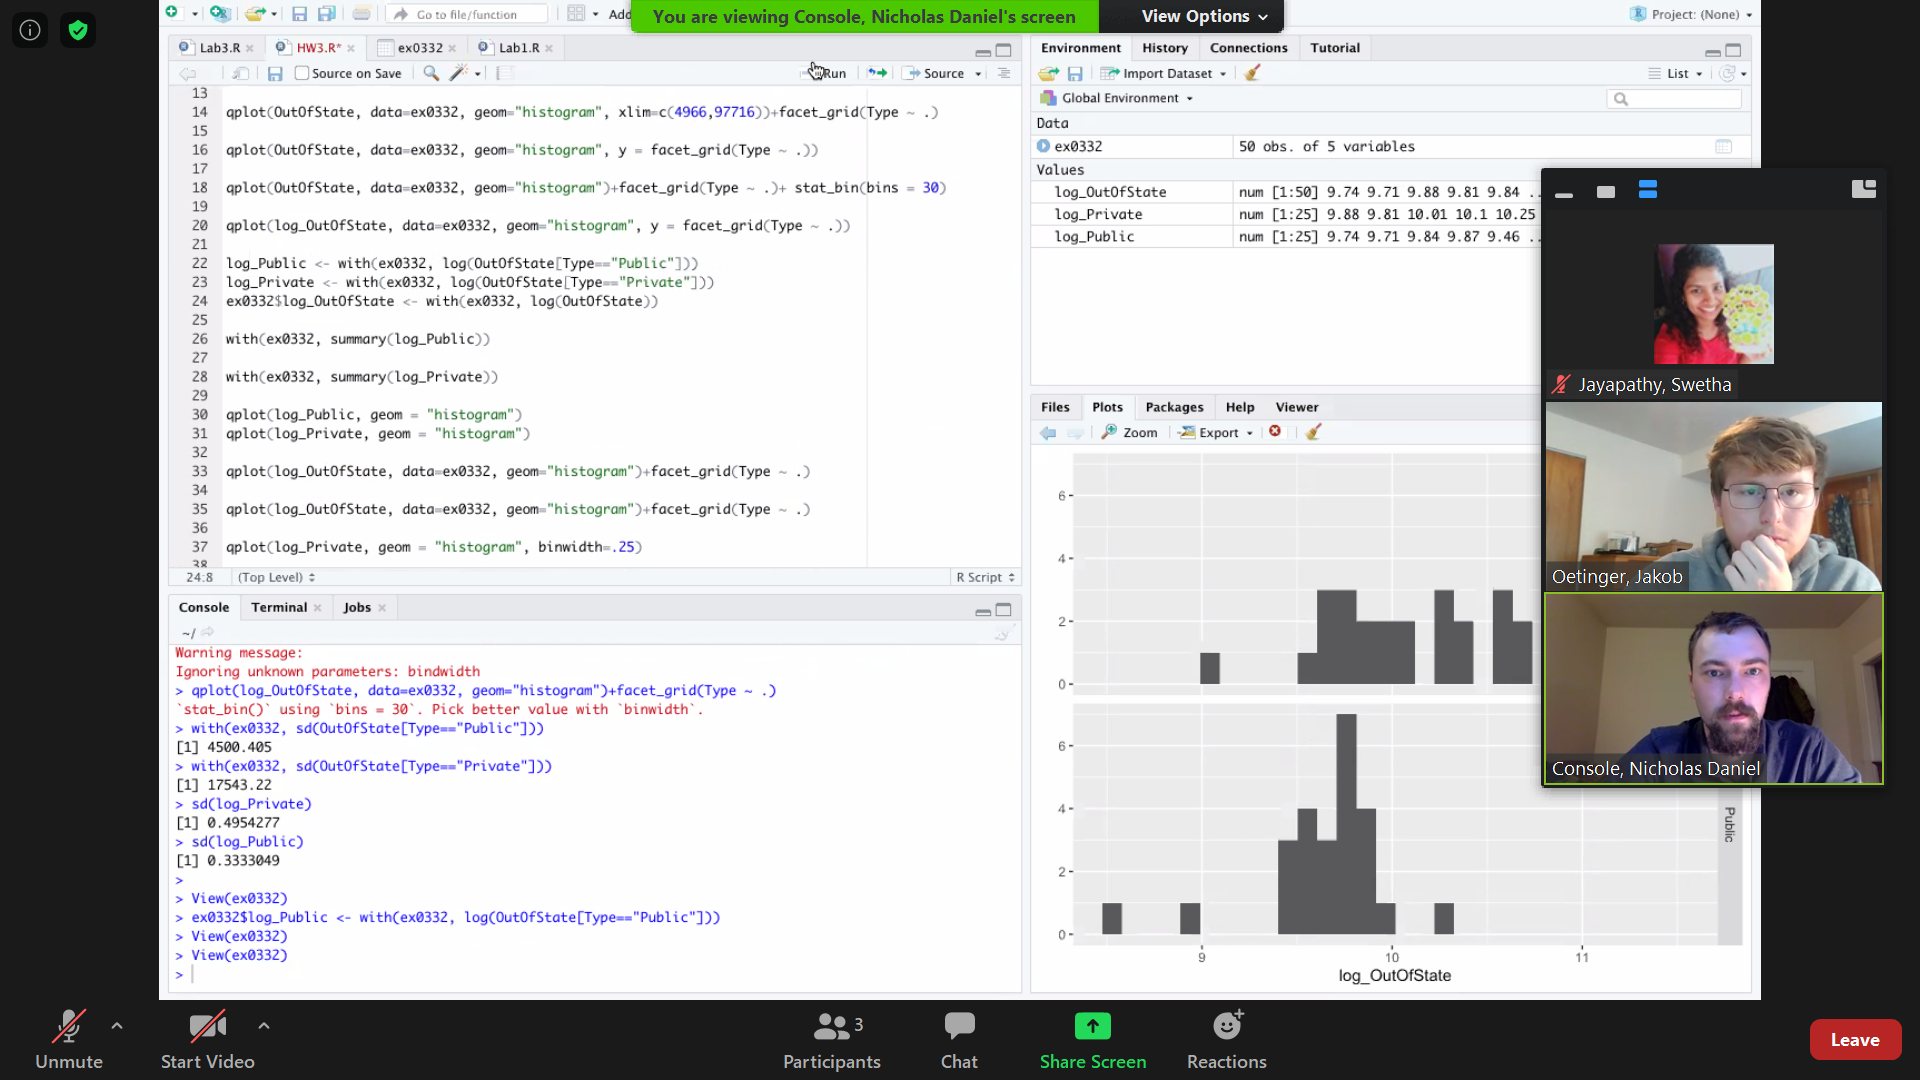 You are viewing Console, Nicholas Daniel's screen
View Options
Go to file/function
Add
Project: (None)
Lab3.R
HW3.R*
ex0332
Lab1.R
Source on Save
Run
Source
13
14 qplot(OutOfState, data=ex0332, geom="histogram", xlim=c(4966,97716))+facet_grid(Type ~ .)
15
16 qplot(OutOfState, data=ex0332, geom="histogram", y = facet_grid(Type ~ .))
17
18 qplot(OutOfState, data=ex0332, geom="histogram")+facet_grid(Type ~ .)+ stat_bin(bins = 30)
19
20 qplot(log_OutOfState, data=ex0332, geom="histogram", y = facet_grid(Type ~ .))
21
22 log_Public <- with(ex0332, log(OutOfState[Type=="Public"]))
23 log_Private <- with(ex0332, log(OutOfState[Type=="Private"]))
24 ex0332$log_OutOfState <- with(ex0332, log(OutOfState))
25
26 with(ex0332, summary(log_Public))
27
28 with(ex0332, summary(log_Private))
29
30 qplot(log_Public, geom = "histogram")
31 qplot(log_Private, geom = "histogram")
32
33 qplot(log_OutOfState, data=ex0332, geom="histogram")+facet_grid(Type ~ .)
34
35 qplot(log_OutOfState, data=ex0332, geom="histogram")+facet_grid(Type ~ .)
36
37 qplot(log_Private, geom = "histogram", binwidth=.25)
38
24:8
(Top Level)
R Script
Console
Terminal
Jobs
~/
Warning message:
Ignoring unknown parameters: bindwidth
> qplot(log_OutOfState, data=ex0332, geom="histogram")+facet_grid(Type ~ .)
`stat_bin()` using `bins = 30`. Pick better value with `binwidth`.
> with(ex0332, sd(OutOfState[Type=="Public"]))
[1] 4500.405
> with(ex0332, sd(OutOfState[Type=="Private"]))
[1] 17543.22
> sd(log_Private)
[1] 0.4954277
> sd(log_Public)
[1] 0.3333049
>
> View(ex0332)
> ex0332$log_Public <- with(ex0332, log(OutOfState[Type=="Public"]))
> View(ex0332)
> View(ex0332)
>
Environment
History
Connections
Tutorial
Import Dataset
List
Global Environment
Data
ex0332 50 obs. of 5 variables
Values
log_OutOfState num [1:50] 9.74 9.71 9.88 9.81 9.84 ..
log_Private num [1:25] 9.88 9.81 10.01 10.1 10.25
log_Public num [1:25] 9.74 9.71 9.84 9.87 9.46 ..
Files
Plots
Packages
Help
Viewer
Zoom
Export
6
4
2
0
6
4
2
0
Public
9
10
11
log_OutOfState
Jayapathy, Swetha
Oetinger, Jakob
Console, Nicholas Daniel
Unmute
Start Video
3
Participants
Chat
Share Screen
Reactions
Leave